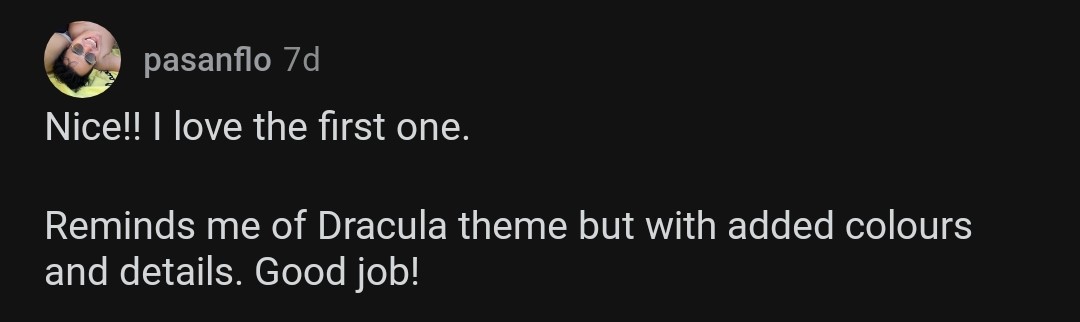 pasanflo 7d
Nice!! I love the first one.
Reminds me of Dracula theme but with added colours
and details. Good job!